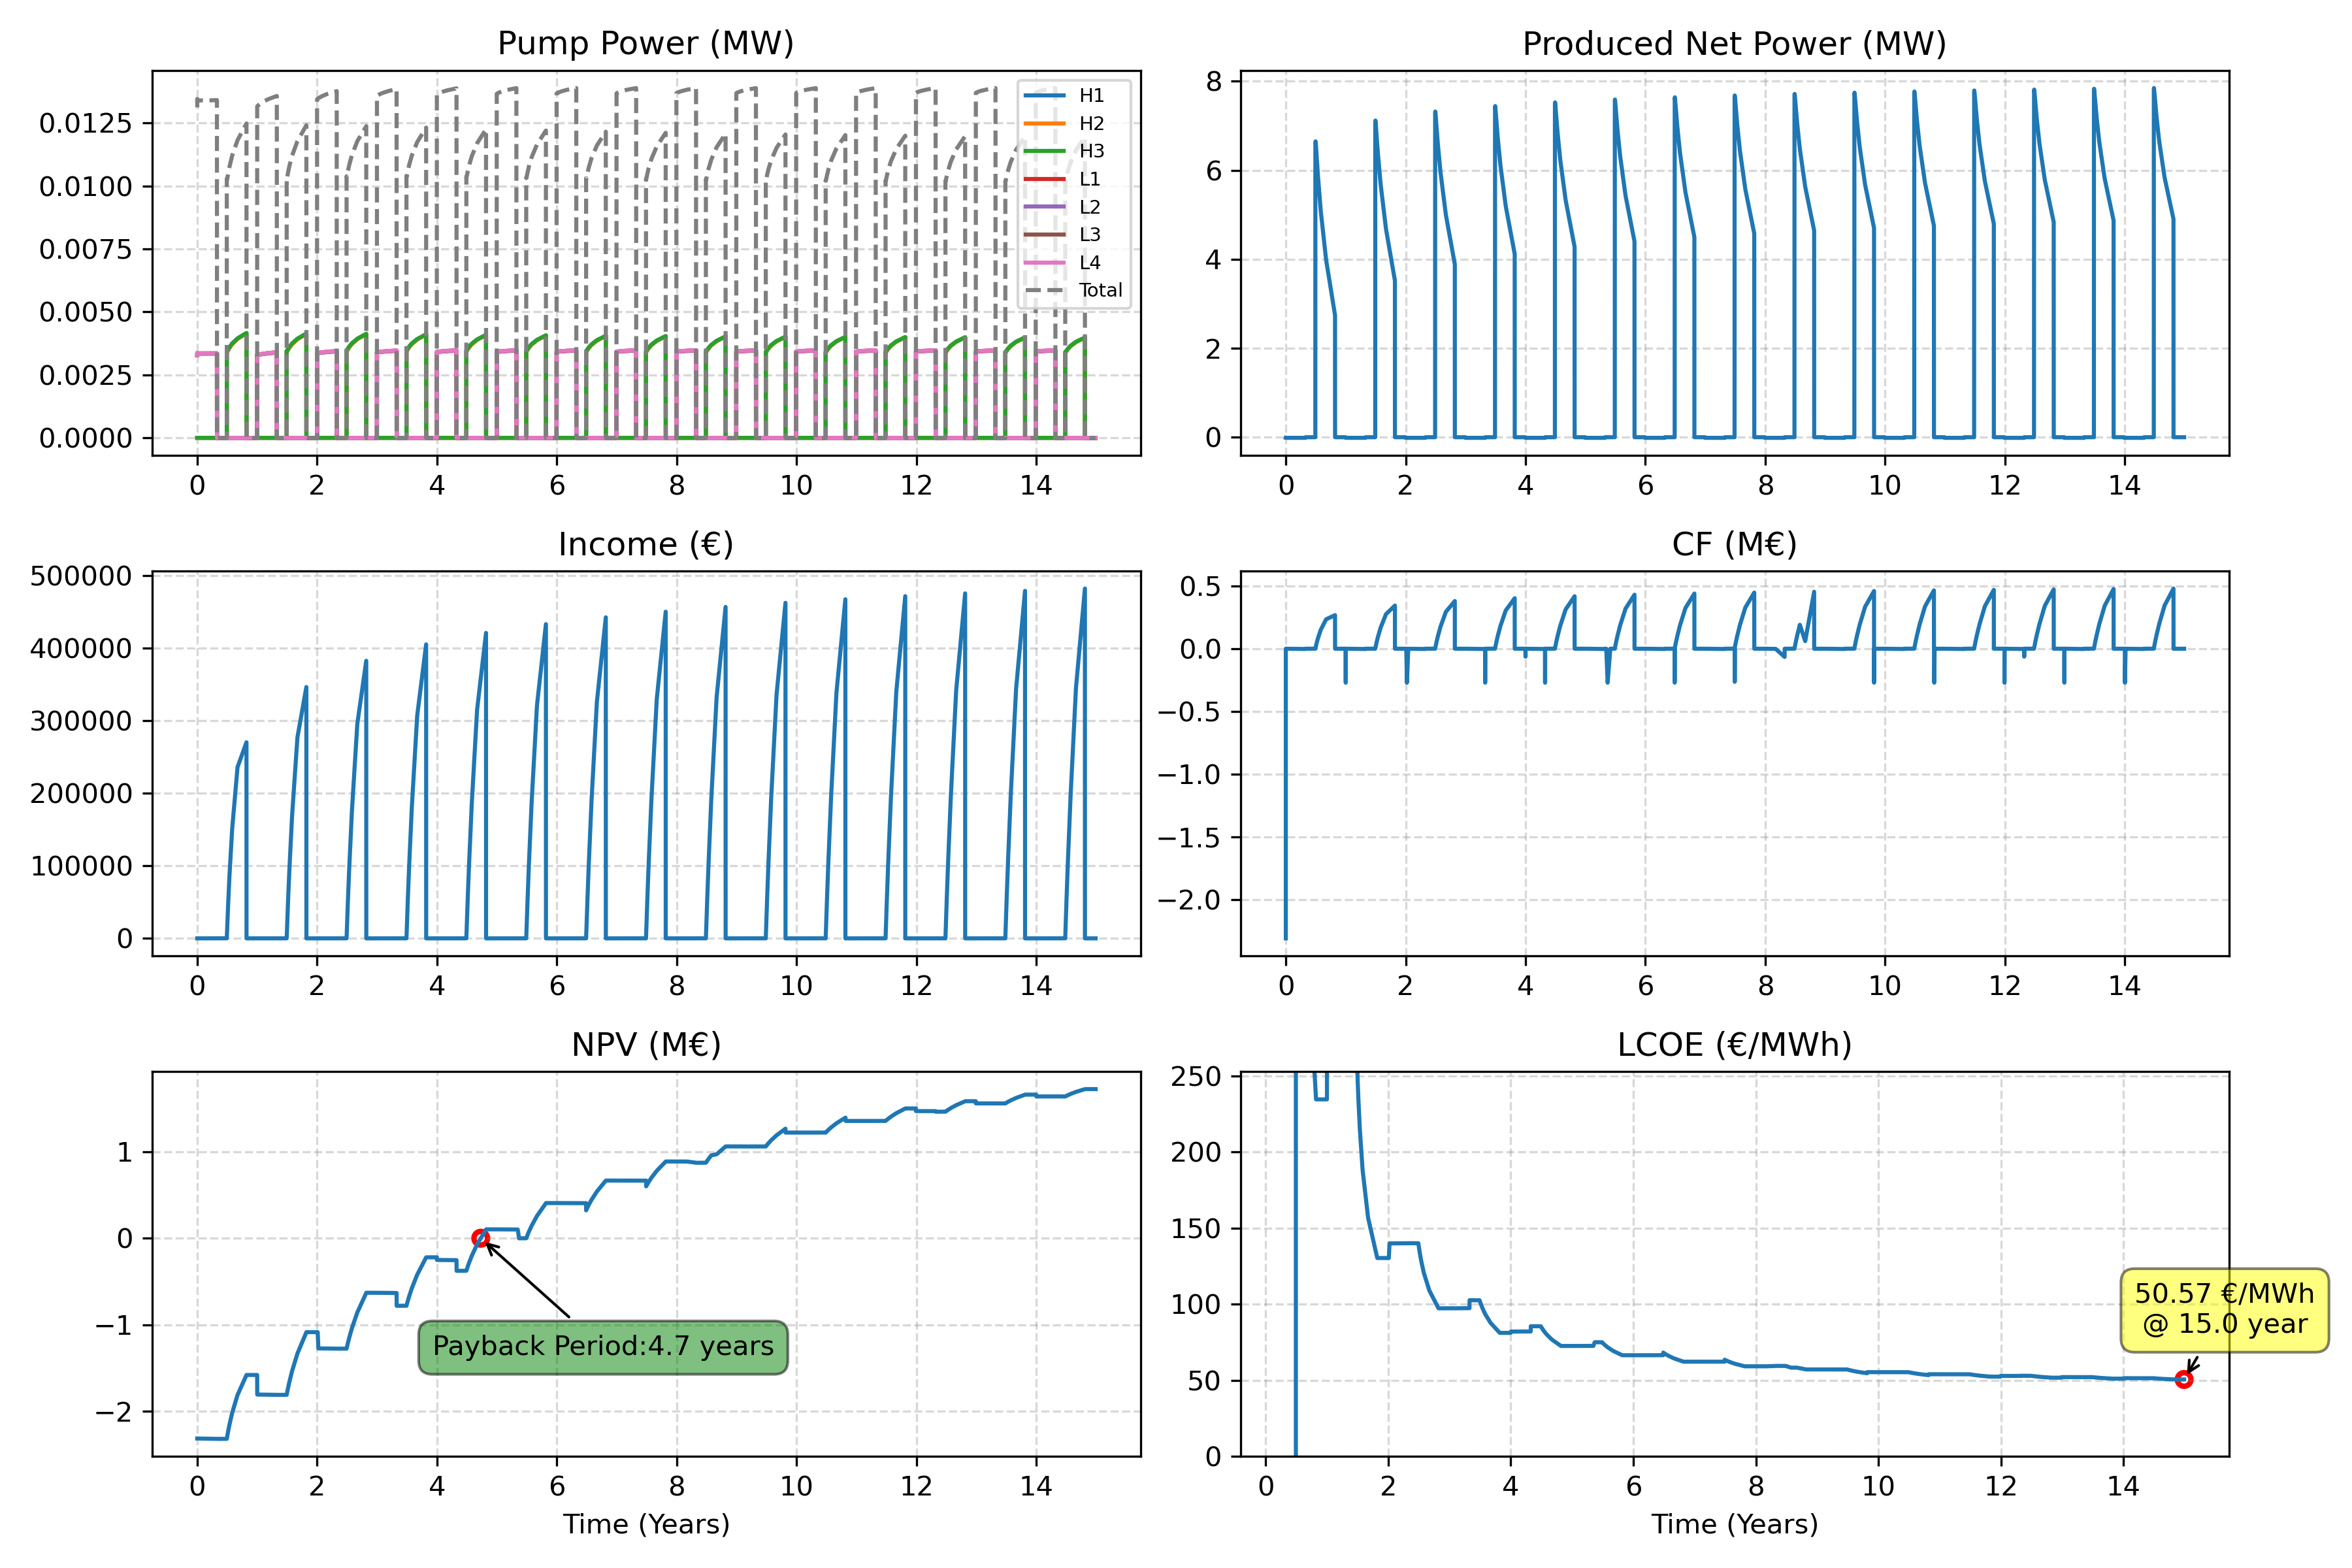 Pump Power (MW)
0.0125
0.0100
0.0075
0.0050
0.0025
0.0000
H1
H2
H3
L1
L2
L3
L4
Total
0 2 4 6 8 10 12 14
Produced Net Power (MW)
8
6
4
2
0
0 2 4 6 8 10 12 14
Income (€)
500000
400000
300000
200000
100000
0
0 2 4 6 8 10 12 14
CF (M€)
0.5
0.0
−0.5
−1.0
−1.5
−2.0
0 2 4 6 8 10 12 14
NPV (M€)
1
0
−1
−2
Payback Period:4.7 years
0 2 4 6 8 10 12 14
Time (Years)
LCOE (€/MWh)
250
200
150
100
50
0
50.57 €/MWh
@ 15.0 year
0 2 4 6 8 10 12 14
Time (Years)